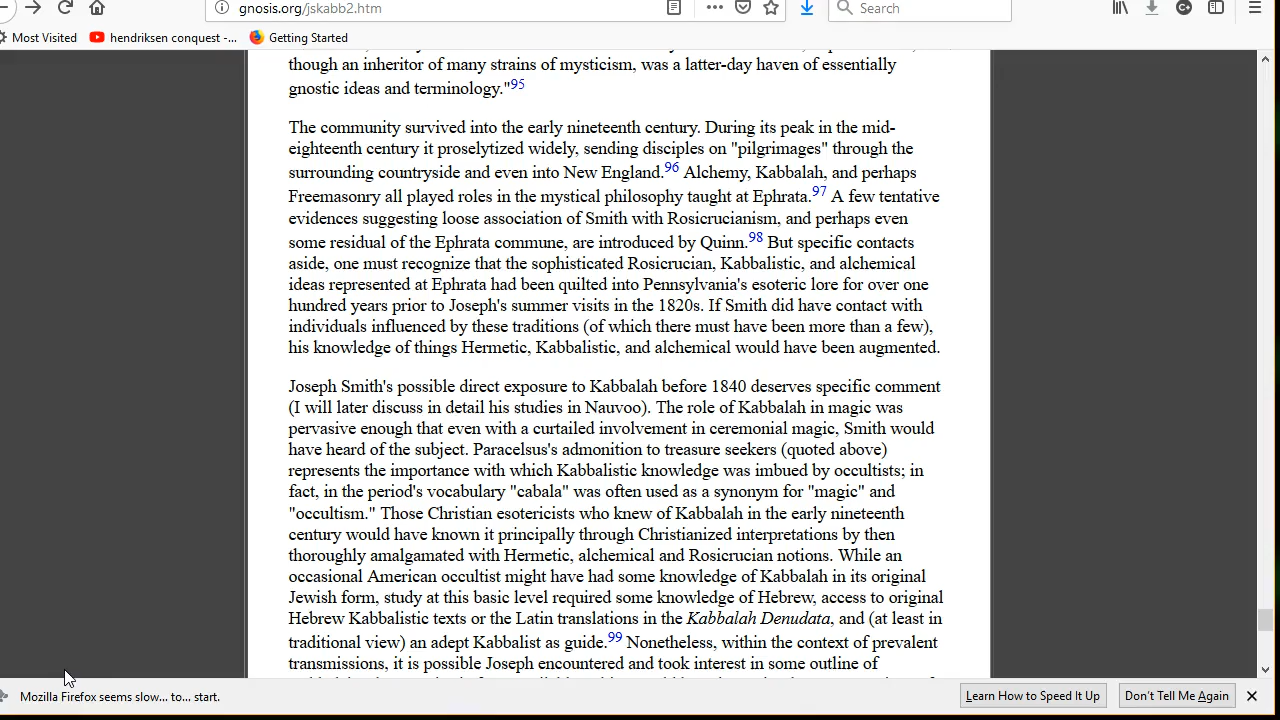 gnosis.org/jskabb2.htm
Search
Most Visited
hendriksen conquest -...
Getting Started
though an inheritor of many strains of mysticism, was a latter-day haven of essentially
gnostic ideas and terminology."95
The community survived into the early nineteenth century. During its peak in the mid-
eighteenth century it proselytized widely, sending disciples on "pilgrimages" through the
surrounding countryside and even into New England.96 Alchemy, Kabbalah, and perhaps
Freemasonry all played roles in the mystical philosophy taught at Ephrata.97 A few tentative
evidences suggesting loose association of Smith with Rosicrucianism, and perhaps even
some residual of the Ephrata commune, are introduced by Quinn.98 But specific contacts
aside, one must recognize that the sophisticated Rosicrucian, Kabbalistic, and alchemical
ideas represented at Ephrata had been quilted into Pennsylvania's esoteric lore for over one
hundred years prior to Joseph's summer visits in the 1820s. If Smith did have contact with
individuals influenced by these traditions (of which there must have been more than a few),
his knowledge of things Hermetic, Kabbalistic, and alchemical would have been augmented.
Joseph Smith's possible direct exposure to Kabbalah before 1840 deserves specific comment
(I will later discuss in detail his studies in Nauvoo). The role of Kabbalah in magic was
pervasive enough that even with a curtailed involvement in ceremonial magic, Smith would
have heard of the subject. Paracelsus's admonition to treasure seekers (quoted above)
represents the importance with which Kabbalistic knowledge was imbued by occultists; in
fact, in the period's vocabulary "cabala" was often used as a synonym for "magic" and
"occultism." Those Christian esotericists who knew of Kabbalah in the early nineteenth
century would have known it principally through Christianized interpretations by then
thoroughly amalgamated with Hermetic, alchemical and Rosicrucian notions. While an
occasional American occultist might have had some knowledge of Kabbalah in its original
Jewish form, study at this basic level required some knowledge of Hebrew, access to original
Hebrew Kabbalistic texts or the Latin translations in the Kabbalah Denudata, and (at least in
traditional view) an adept Kabbalist as guide.99 Nonetheless, within the context of prevalent
transmissions, it is possible Joseph encountered and took interest in some outline of
Mozilla Firefox seems slow... to... start.
Learn How to Speed It Up
Don't Tell Me Again